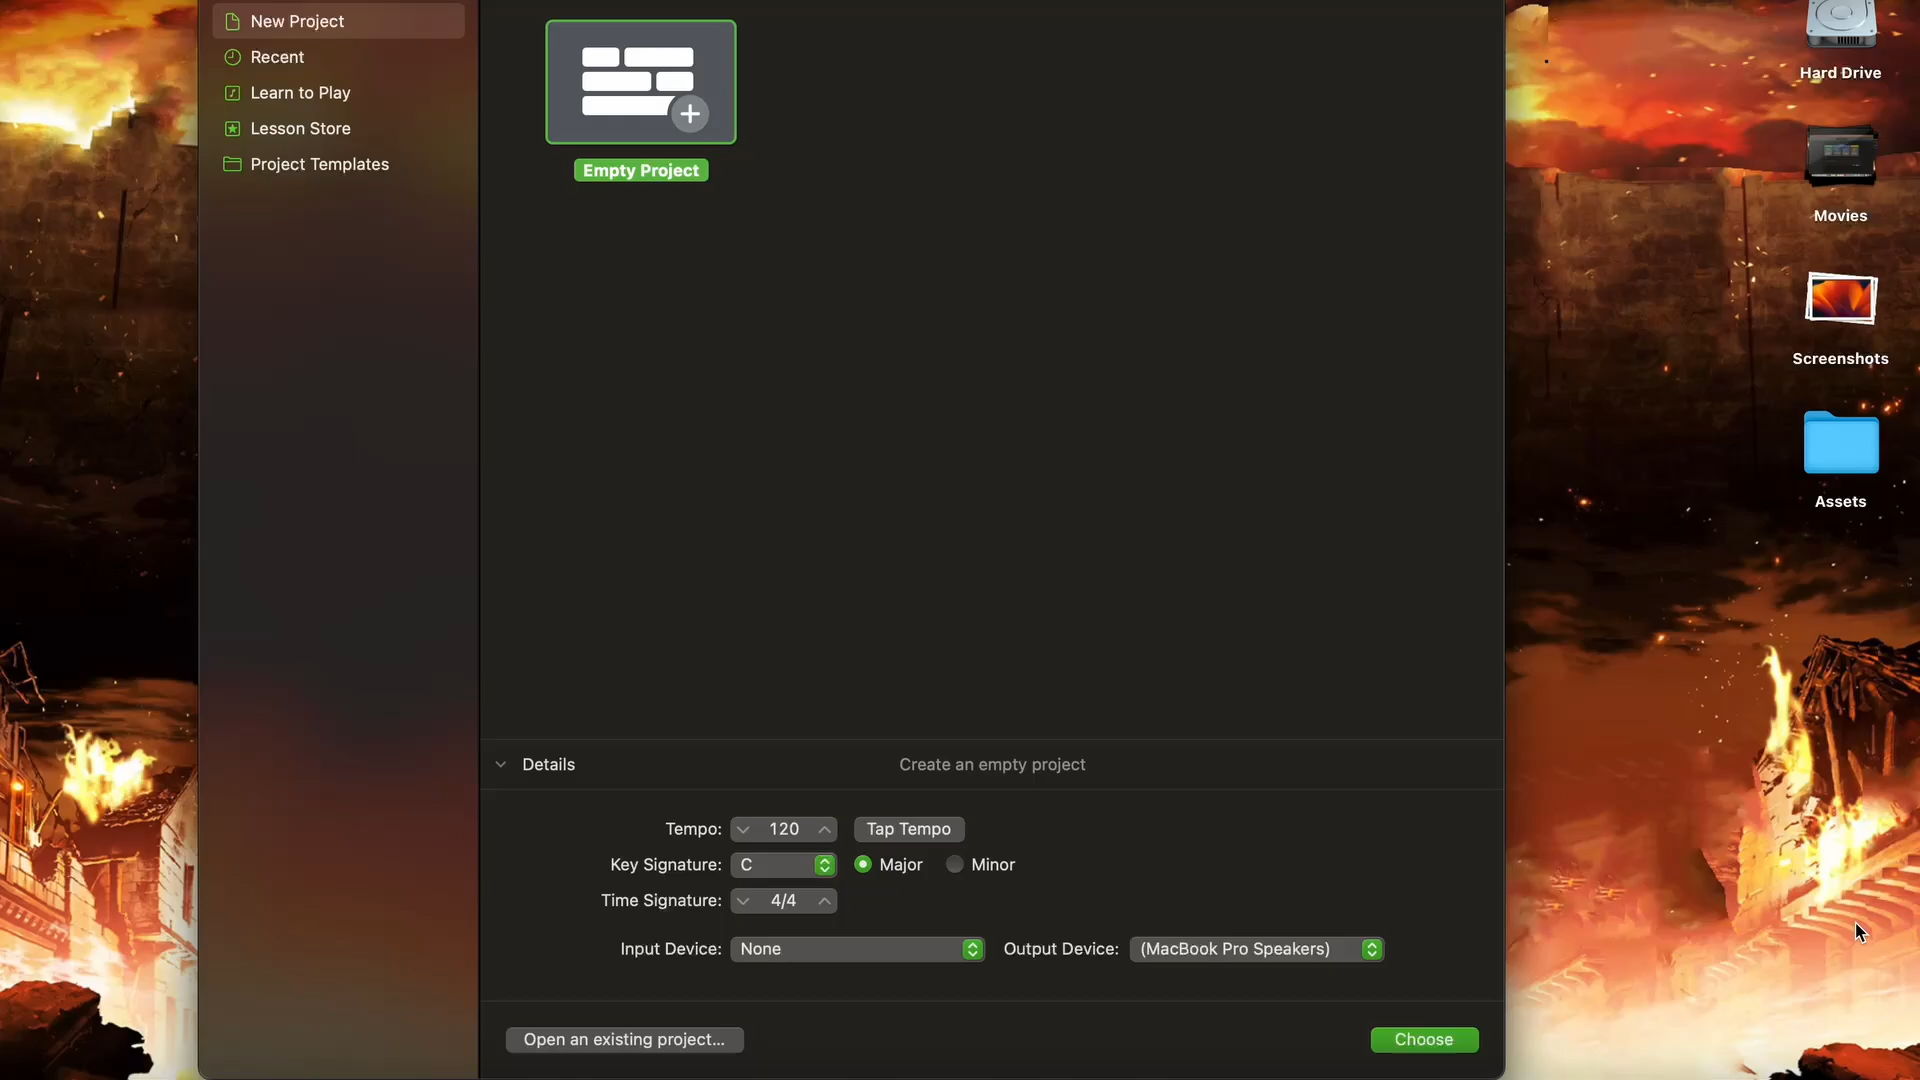 New Project
Recent
Learn to Play
Lesson Store
Project Templates
Empty Project
Hard Drive
Movies
Screenshots
Assets
Details
Create an empty project
Tempo: 120 Tap Tempo
Key Signature: C Major Minor
Time Signature: 4/4
Input Device: None Output Device: (MacBook Pro Speakers)
Open an existing project... Choose